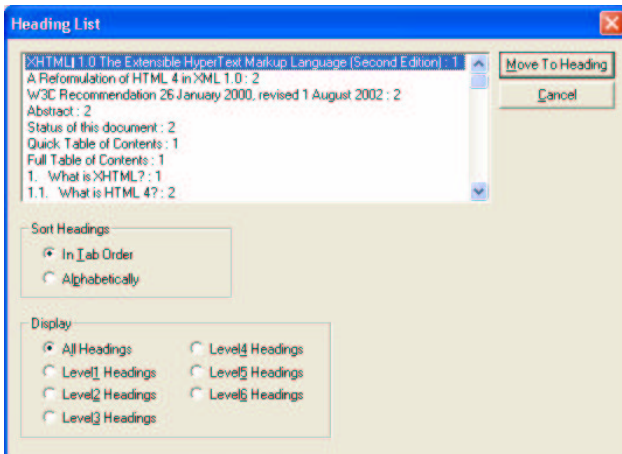 Heading List
XHTML 1.0 The Extensible HyperText Markup Language (Second Edition) : 1
Move To Heading
A Reformulation of HTML 4 in XML 1.0 : 2
W3C Recommendation 26 January 2000, revised 1 August 2002 : 2
Cancel
Abstract : 2
Status of this document : 2
Quick Table of Contents : 1
Full Table of Contents : 1
1. What is XHTML? : 1
1.1. What is HTML 4? : 2
Sort Headings
In Tab Order
Alphabetically
Display
All Headings
Level4 Headings
Level1 Headings
Level5 Headings
Level2 Headings
Level6 Headings
Level3 Headings